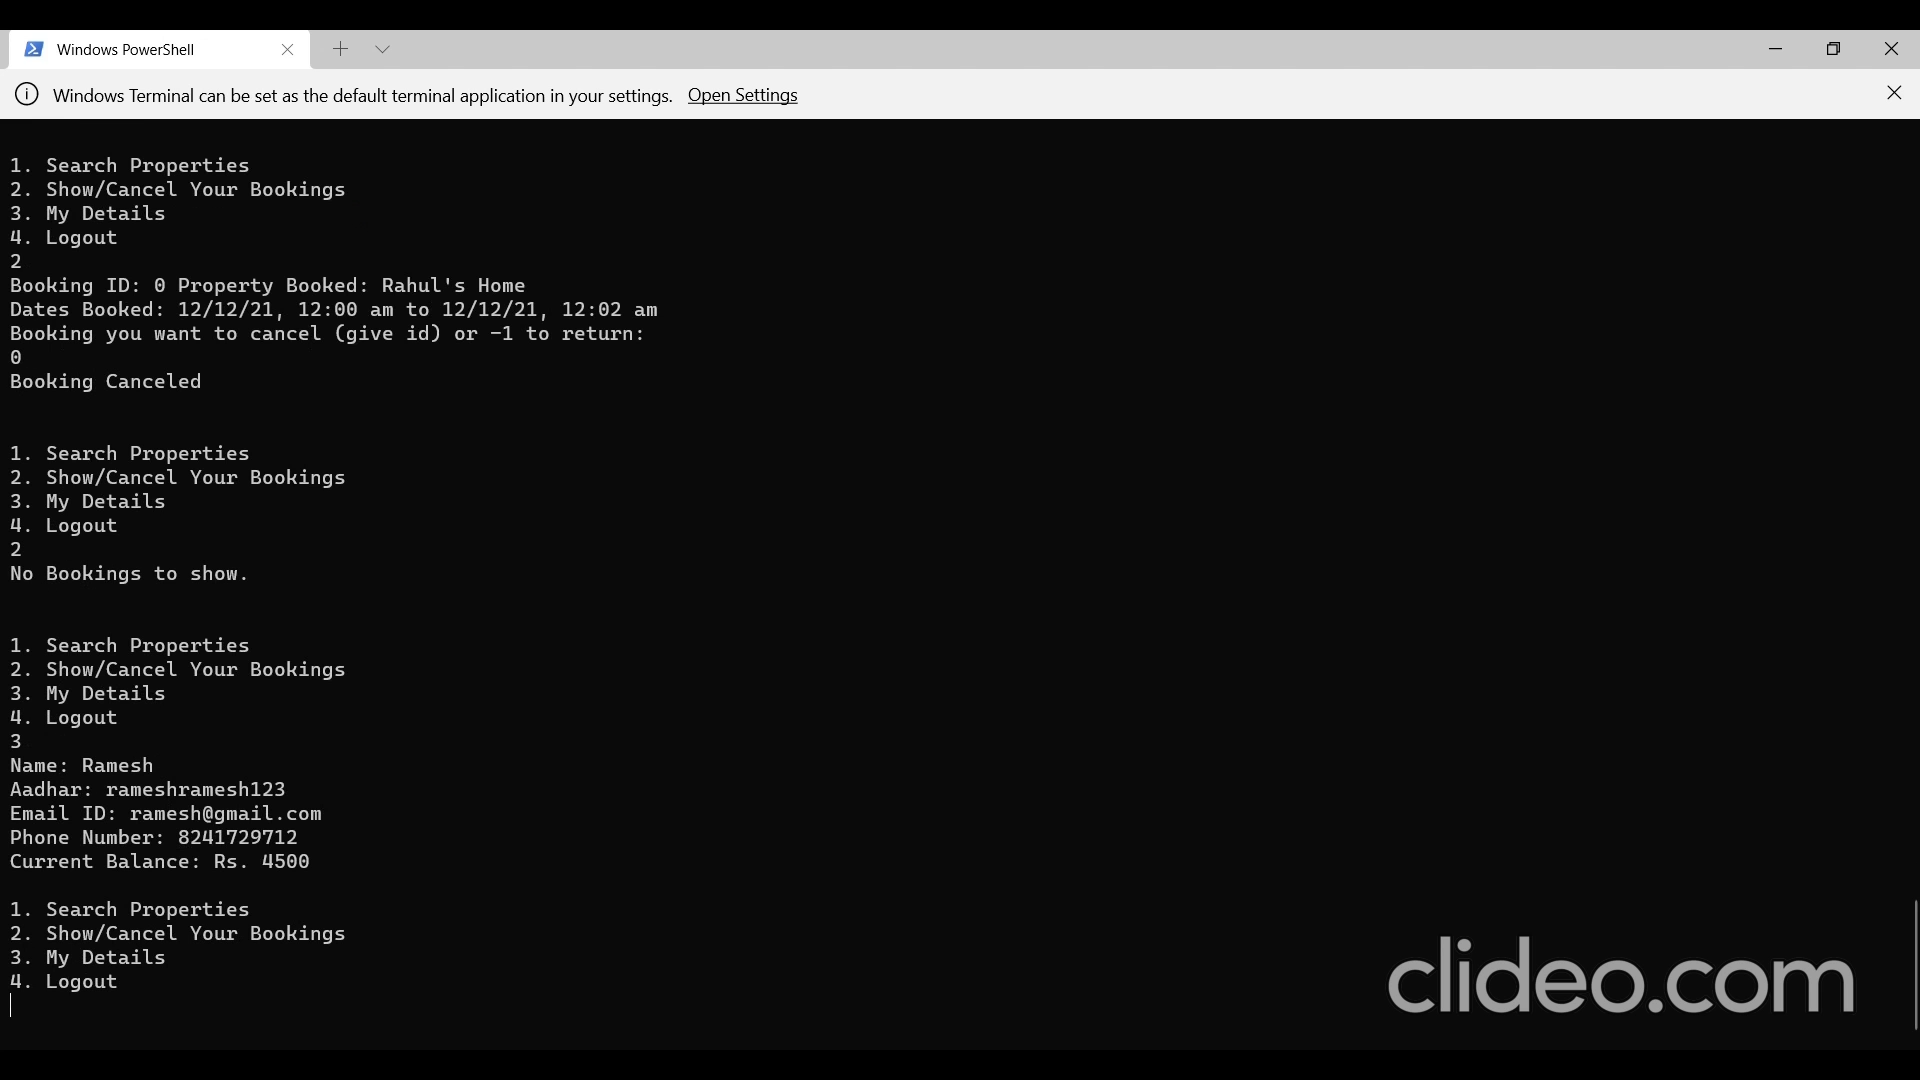 Windows PowerShell
Windows Terminal can be set as the default terminal application in your settings. Open Settings
1. Search Properties
2. Show/Cancel Your Bookings
3. My Details
4. Logout
2
Booking ID: 0 Property Booked: Rahul's Home
Dates Booked: 12/12/21, 12:00 am to 12/12/21, 12:02 am
Booking you want to cancel (give id) or -1 to return:
0
Booking Canceled
1. Search Properties
2. Show/Cancel Your Bookings
3. My Details
4. Logout
2
No Bookings to show.
1. Search Properties
2. Show/Cancel Your Bookings
3. My Details
4. Logout
3
Name: Ramesh
Aadhar: rameshramesh123
Email ID: ramesh@gmail.com
Phone Number: 8241729712
Current Balance: Rs. 4500
1. Search Properties
2. Show/Cancel Your Bookings
3. My Details
4. Logout
clideo.com